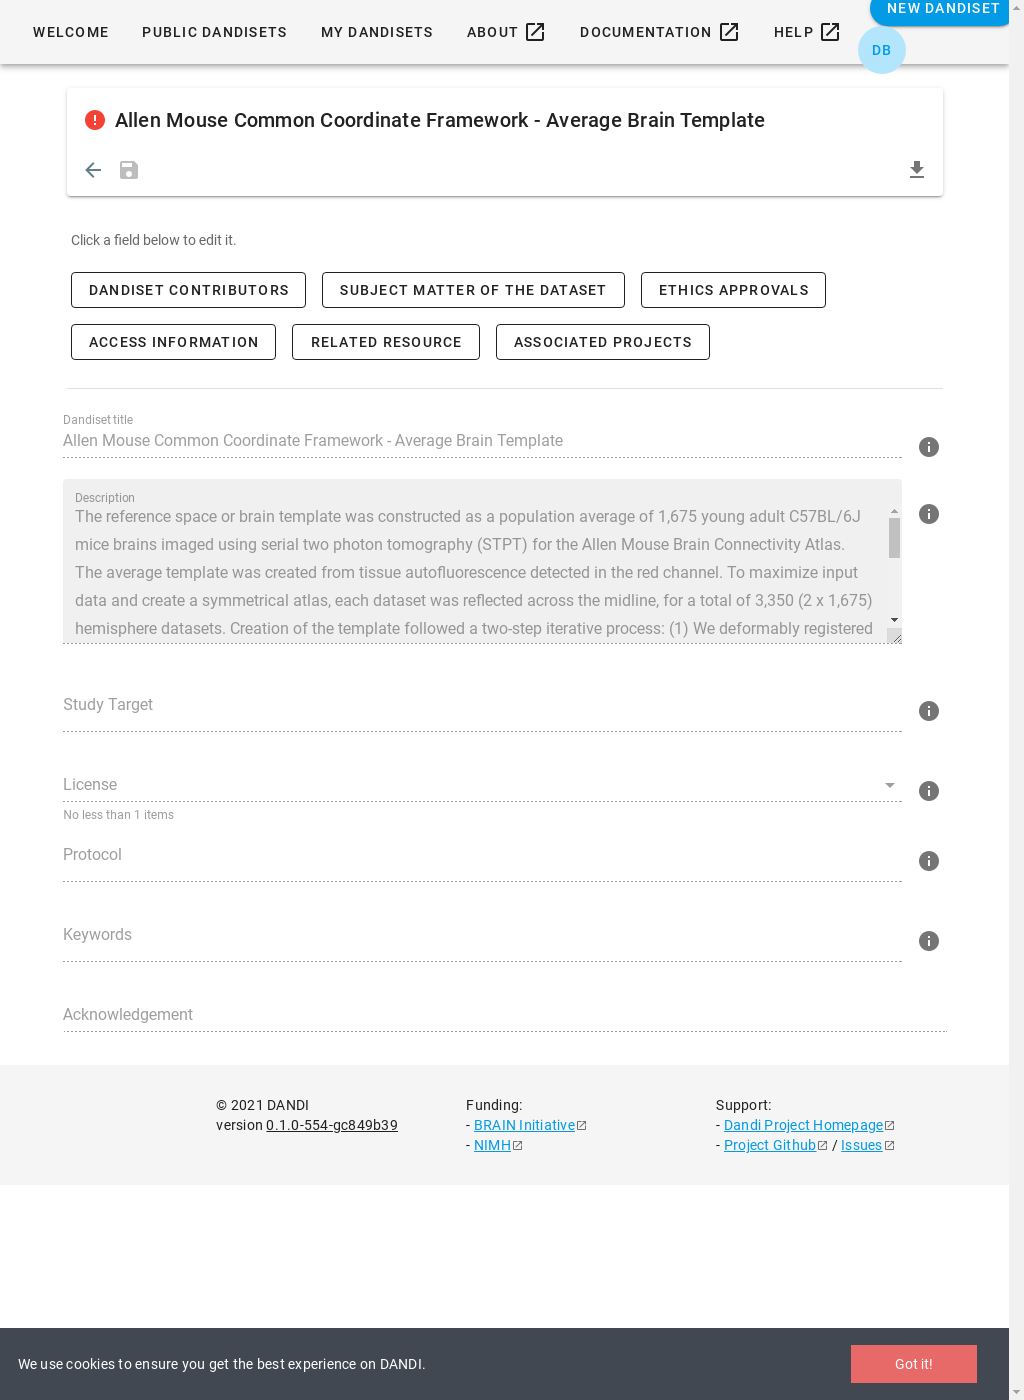 NEW DANDISET
WELCOME PUBLIC DANDISETS MY DANDISETS ABOUT DOCUMENTATION HELP
DB
Allen Mouse Common Coordinate Framework - Average Brain Template
Click a field below to edit it.
DANDISET CONTRIBUTORS SUBJECT MATTER OF THE DATASET ETHICS APPROVALS
ACCESS INFORMATION RELATED RESOURCE ASSOCIATED PROJECTS
Dandiset title
Allen Mouse Common Coordinate Framework - Average Brain Template
Description
The reference space or brain template was constructed as a population average of 1,675 young adult C57BL/6J
mice brains imaged using serial two photon tomography (STPT) for the Allen Mouse Brain Connectivity Atlas.
The average template was created from tissue autofluorescence detected in the red channel. To maximize input
data and create a symmetrical atlas, each dataset was reflected across the midline, for a total of 3,350 (2 x 1,675)
hemisphere datasets. Creation of the template followed a two-step iterative process: (1) We deformably registered
Study Target
License
No less than 1 items
Protocol
Keywords
Acknowledgement
© 2021 DANDI Funding: Support:
version 0.1.0-554-gc849b39 - BRAIN Initiative - Dandi Project Homepage
- NIMH - Project Github / Issues
We use cookies to ensure you get the best experience on DANDI. Got it!